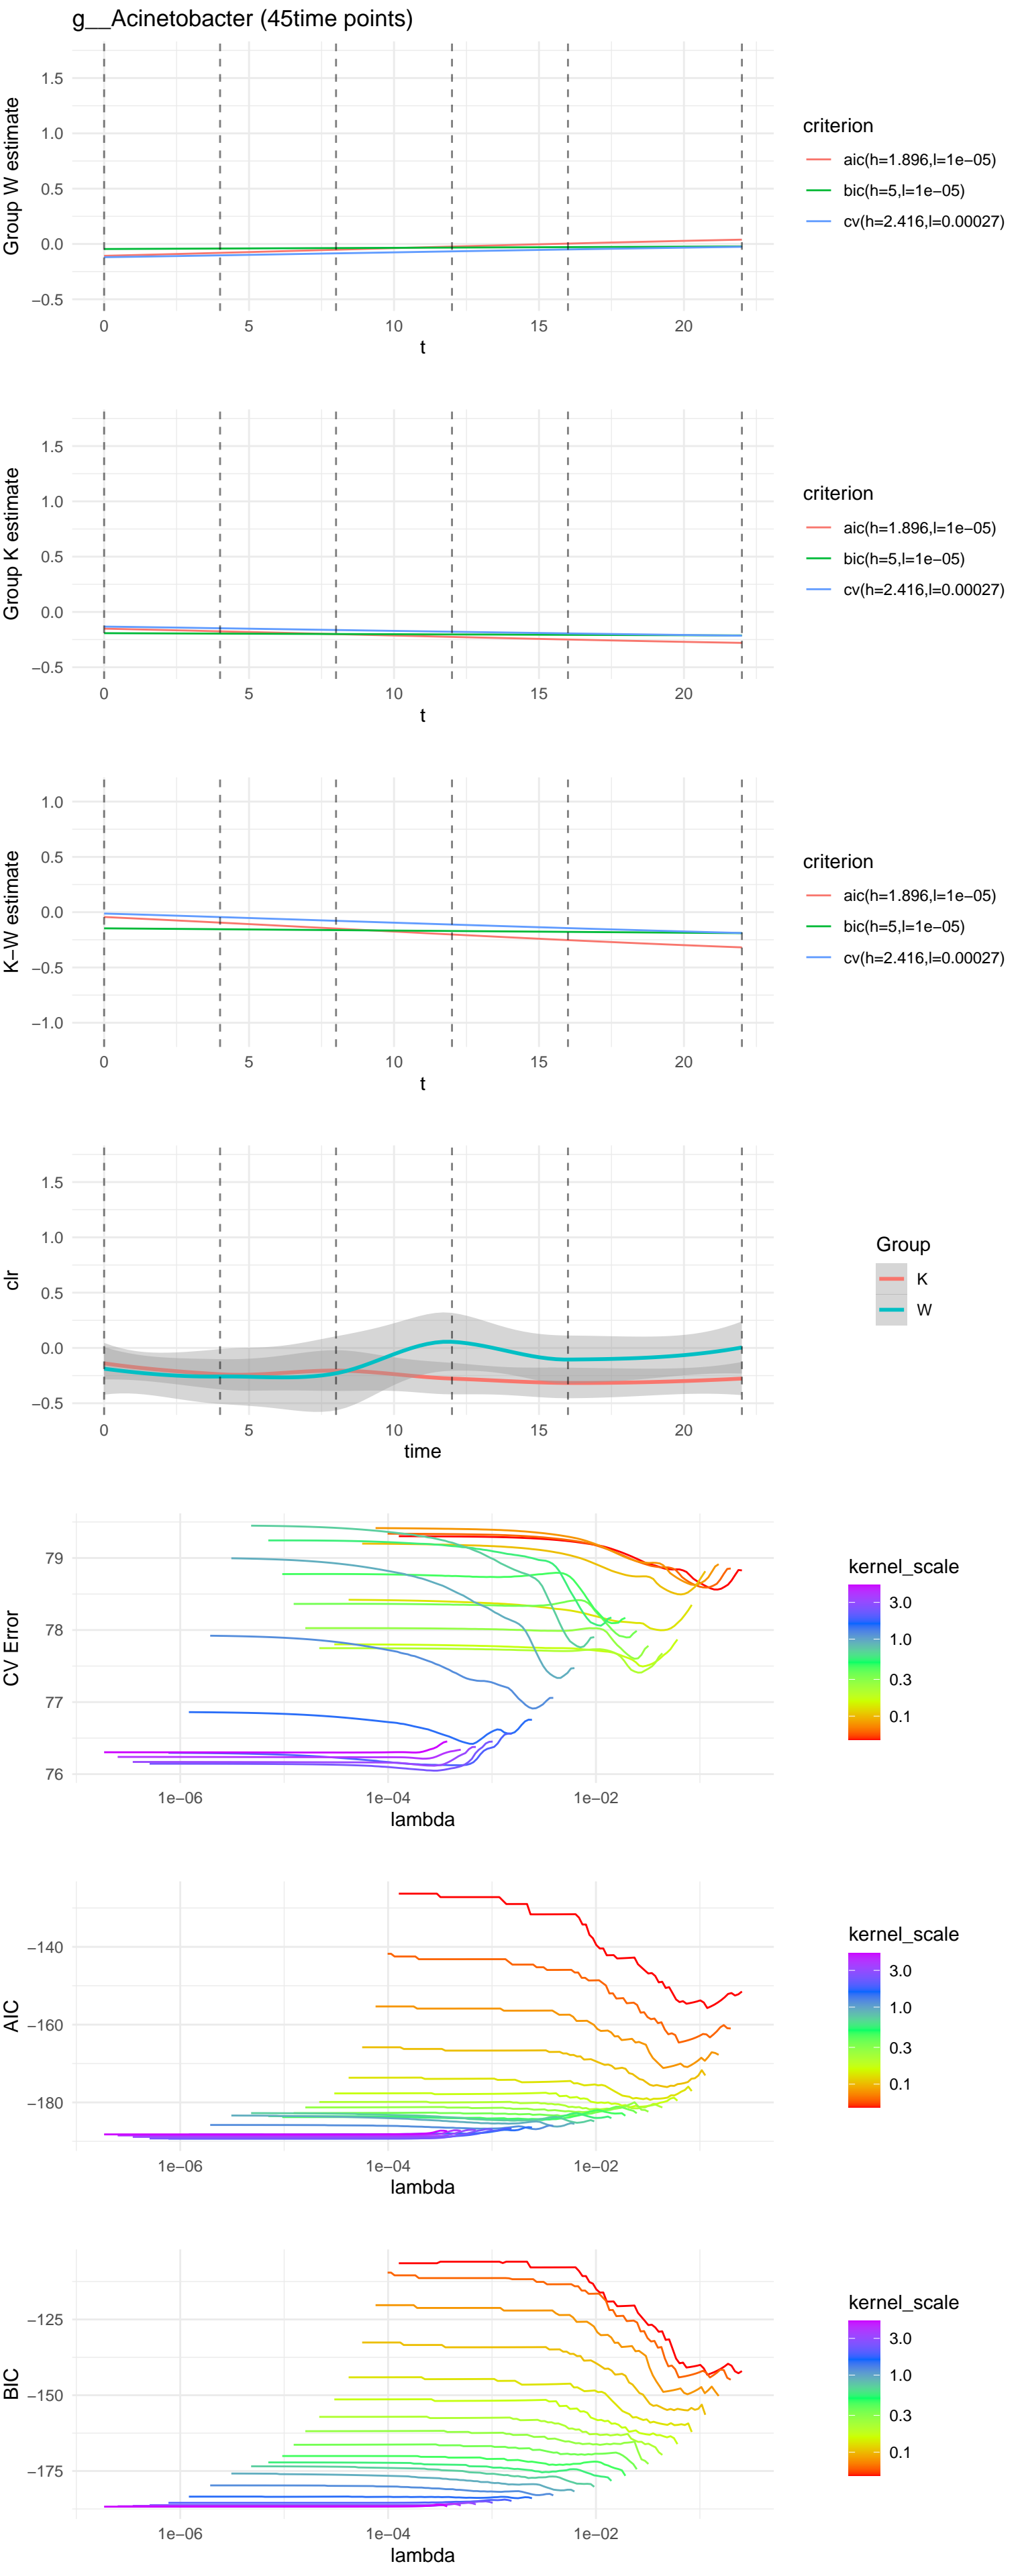 g__Acinetobacter (45time points)
Group W estimate
1.5
1.0
0.5
0.0
−0.5
0
5
10
15
20
t
criterion
aic(h=1.896,l=1e−05)
bic(h=5,l=1e−05)
cv(h=2.416,l=0.00027)
Group K estimate
1.5
1.0
0.5
0.0
−0.5
0
5
10
15
20
t
criterion
aic(h=1.896,l=1e−05)
bic(h=5,l=1e−05)
cv(h=2.416,l=0.00027)
K−W estimate
1.0
0.5
0.0
−0.5
−1.0
0
5
10
15
20
t
criterion
aic(h=1.896,l=1e−05)
bic(h=5,l=1e−05)
cv(h=2.416,l=0.00027)
clr
1.5
1.0
0.5
0.0
−0.5
0
5
10
15
20
time
Group
K
W
CV Error
79
78
77
76
1e−06
1e−04
1e−02
lambda
kernel_scale
3.0
1.0
0.3
0.1
AIC
−140
−160
−180
1e−06
1e−04
1e−02
lambda
kernel_scale
3.0
1.0
0.3
0.1
BIC
−125
−150
−175
1e−06
1e−04
1e−02
lambda
kernel_scale
3.0
1.0
0.3
0.1